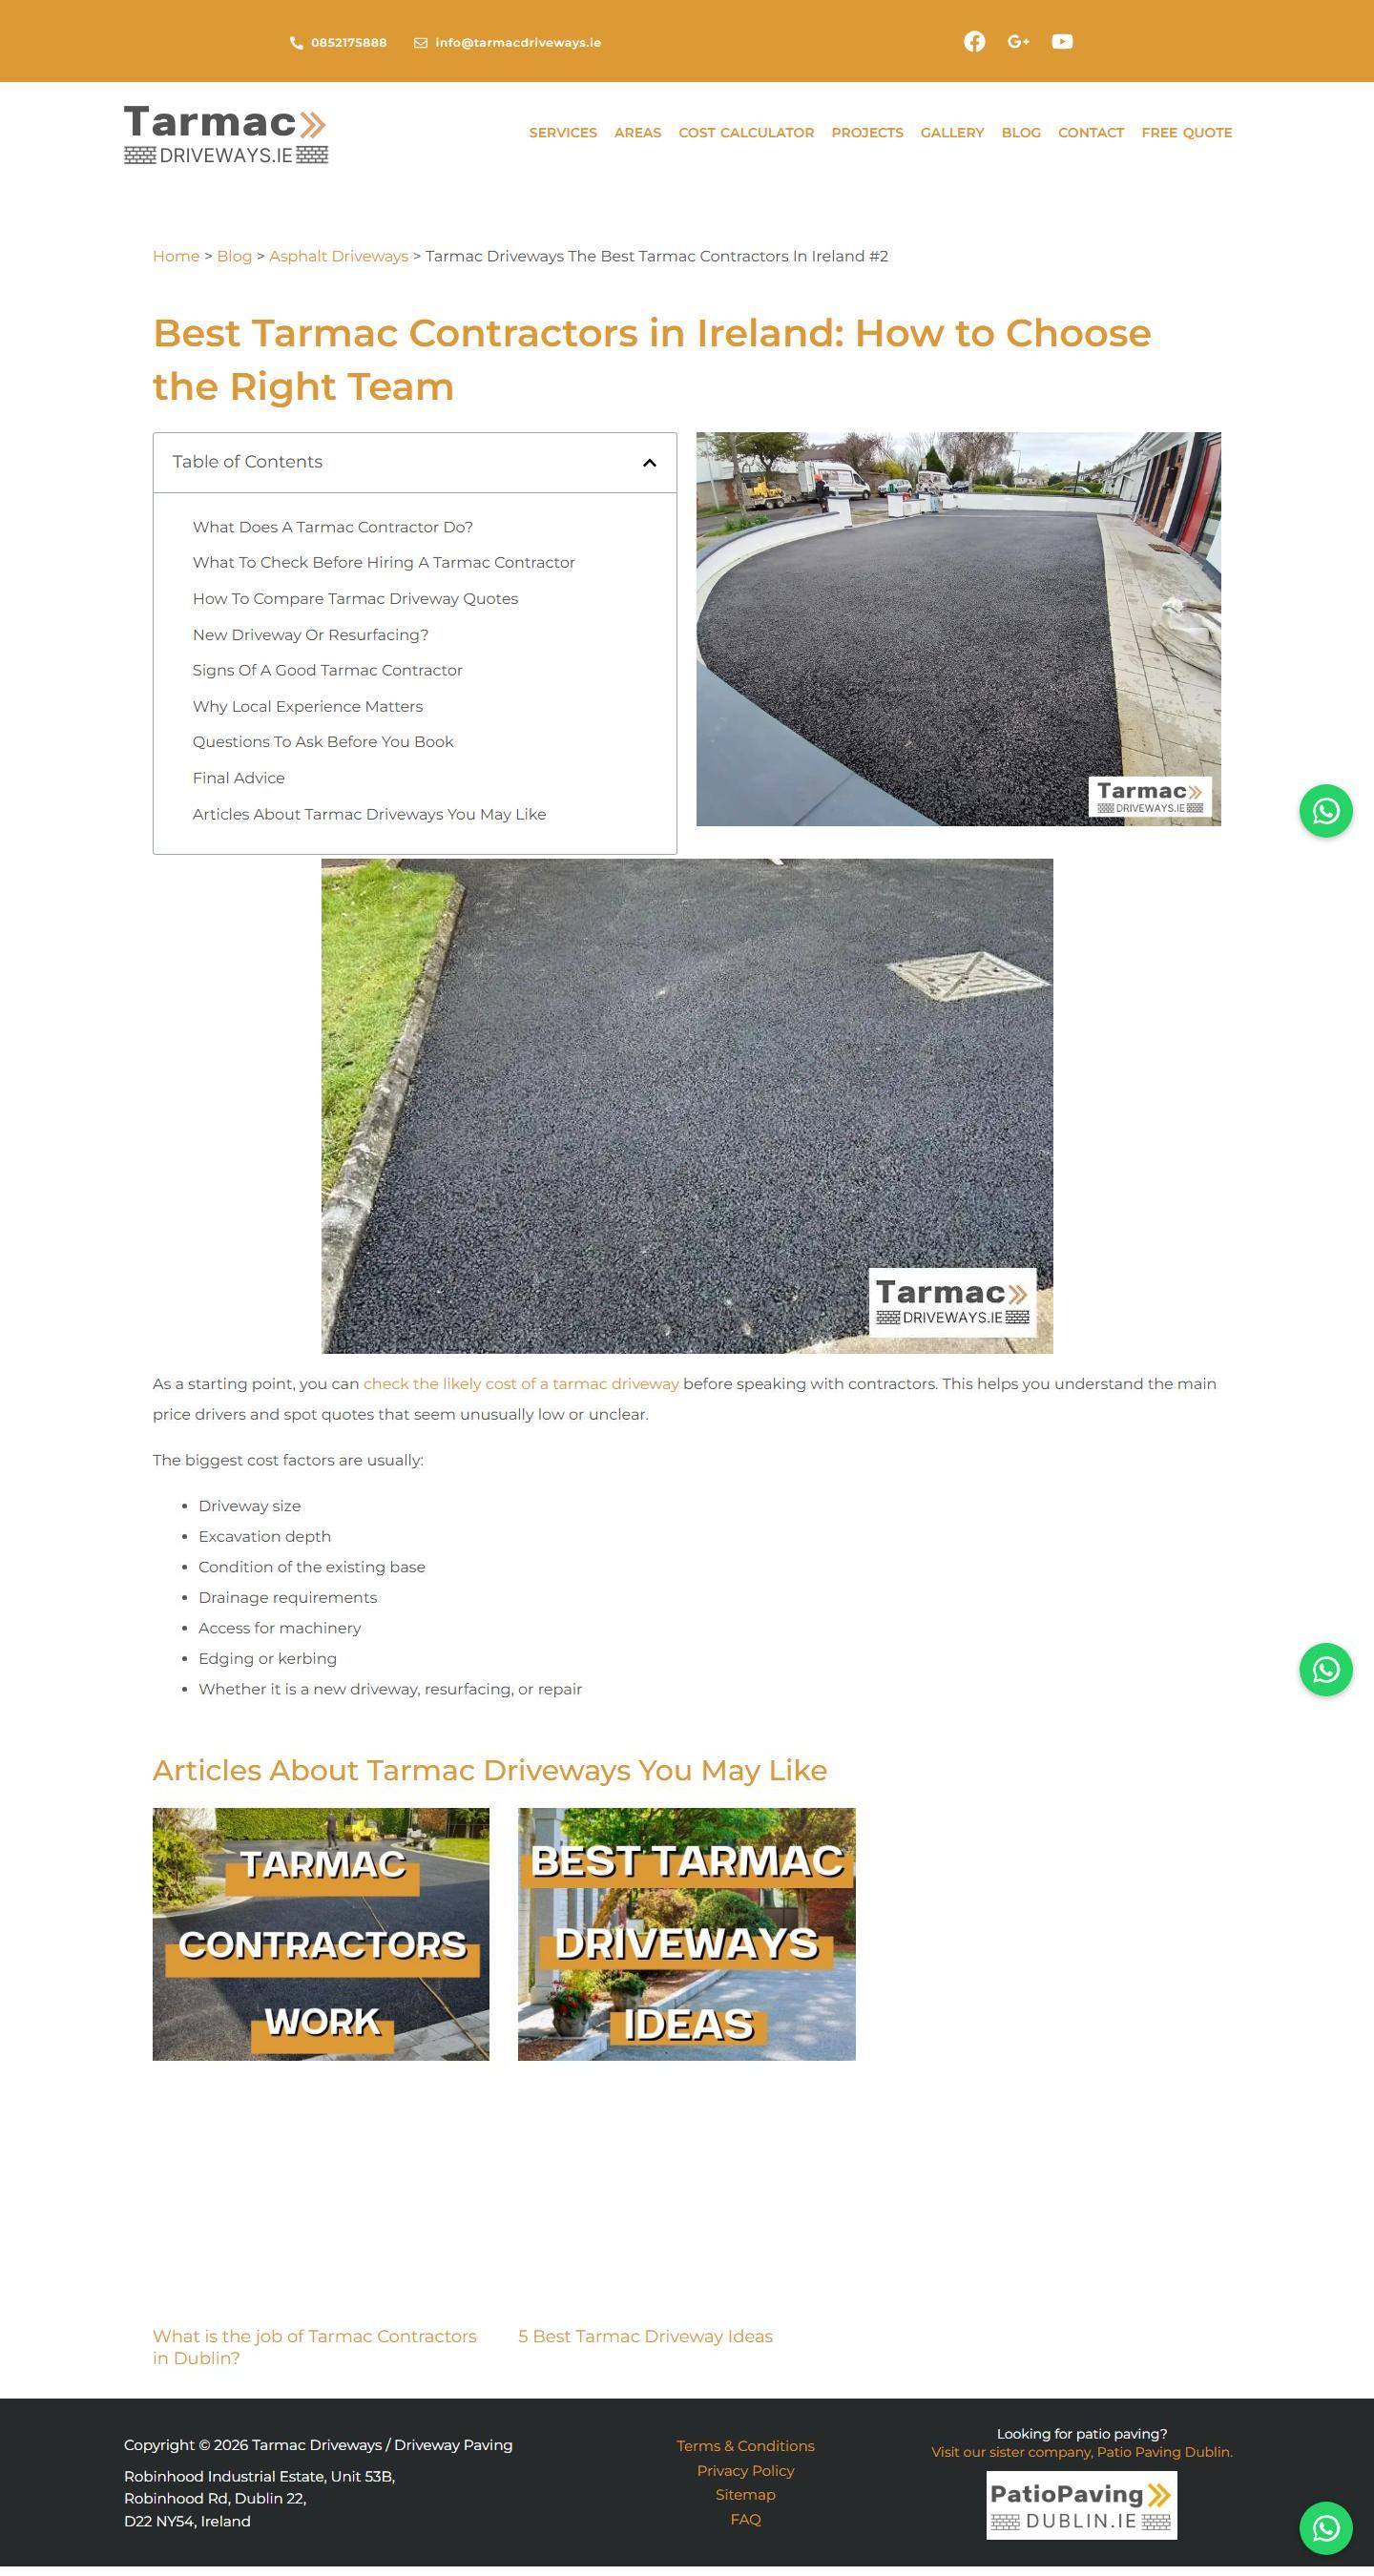 0852175888
info@tarmacdriveways.ie
Tarmac
DRIVEWAYS.IE
SERVICES AREAS COST CALCULATOR PROJECTS GALLERY BLOG CONTACT FREE QUOTE
Home > Blog > Asphalt Driveways > Tarmac Driveways The Best Tarmac Contractors In Ireland #2
Best Tarmac Contractors in Ireland: How to Choose
the Right Team
Table of Contents
What Does A Tarmac Contractor Do?
What To Check Before Hiring A Tarmac Contractor
How To Compare Tarmac Driveway Quotes
New Driveway Or Resurfacing?
Signs Of A Good Tarmac Contractor
Why Local Experience Matters
Questions To Ask Before You Book
Final Advice
Articles About Tarmac Driveways You May Like
Tarmac
DRIVEWAYS.IE
Tarmac
DRIVEWAYS.IE
As a starting point, you can check the likely cost of a tarmac driveway before speaking with contractors. This helps you understand the main
price drivers and spot quotes that seem unusually low or unclear.
The biggest cost factors are usually:
• Driveway size
• Excavation depth
• Condition of the existing base
• Drainage requirements
• Access for machinery
• Edging or kerbing
• Whether it is a new driveway, resurfacing, or repair
Articles About Tarmac Driveways You May Like
TARMAC
CONTRACTORS
WORK
BEST TARMAC
DRIVEWAYS
IDEAS
What is the job of Tarmac Contractors
in Dublin?
5 Best Tarmac Driveway Ideas
Copyright © 2026 Tarmac Driveways / Driveway Paving
Robinhood Industrial Estate, Unit 53B,
Robinhood Rd, Dublin 22,
D22 NY54, Ireland
Terms & Conditions
Privacy Policy
Sitemap
FAQ
Looking for patio paving?
Visit our sister company, Patio Paving Dublin.
PatioPaving
DUBLIN.IE